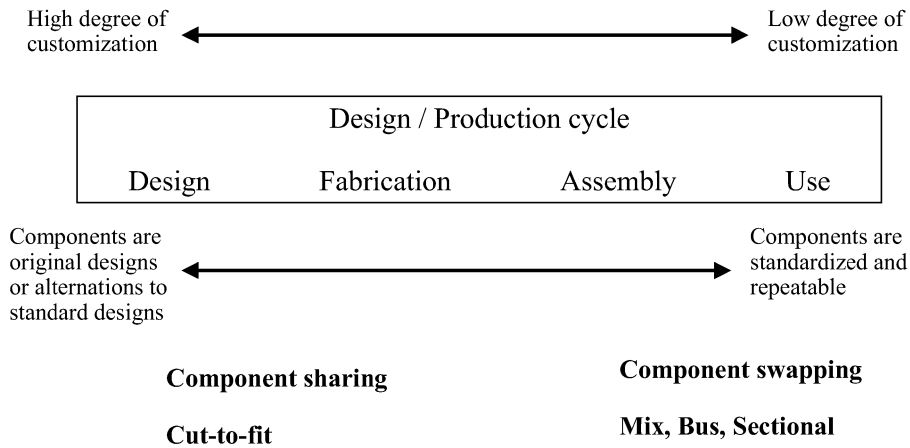 High degree of
customization
Low degree of
customization
Design / Production cycle
Design Fabrication Assembly Use
Components are
original designs
or alternations to
standard designs
Components are
standardized and
repeatable
Component sharing
Component swapping
Cut-to-fit
Mix, Bus, Sectional